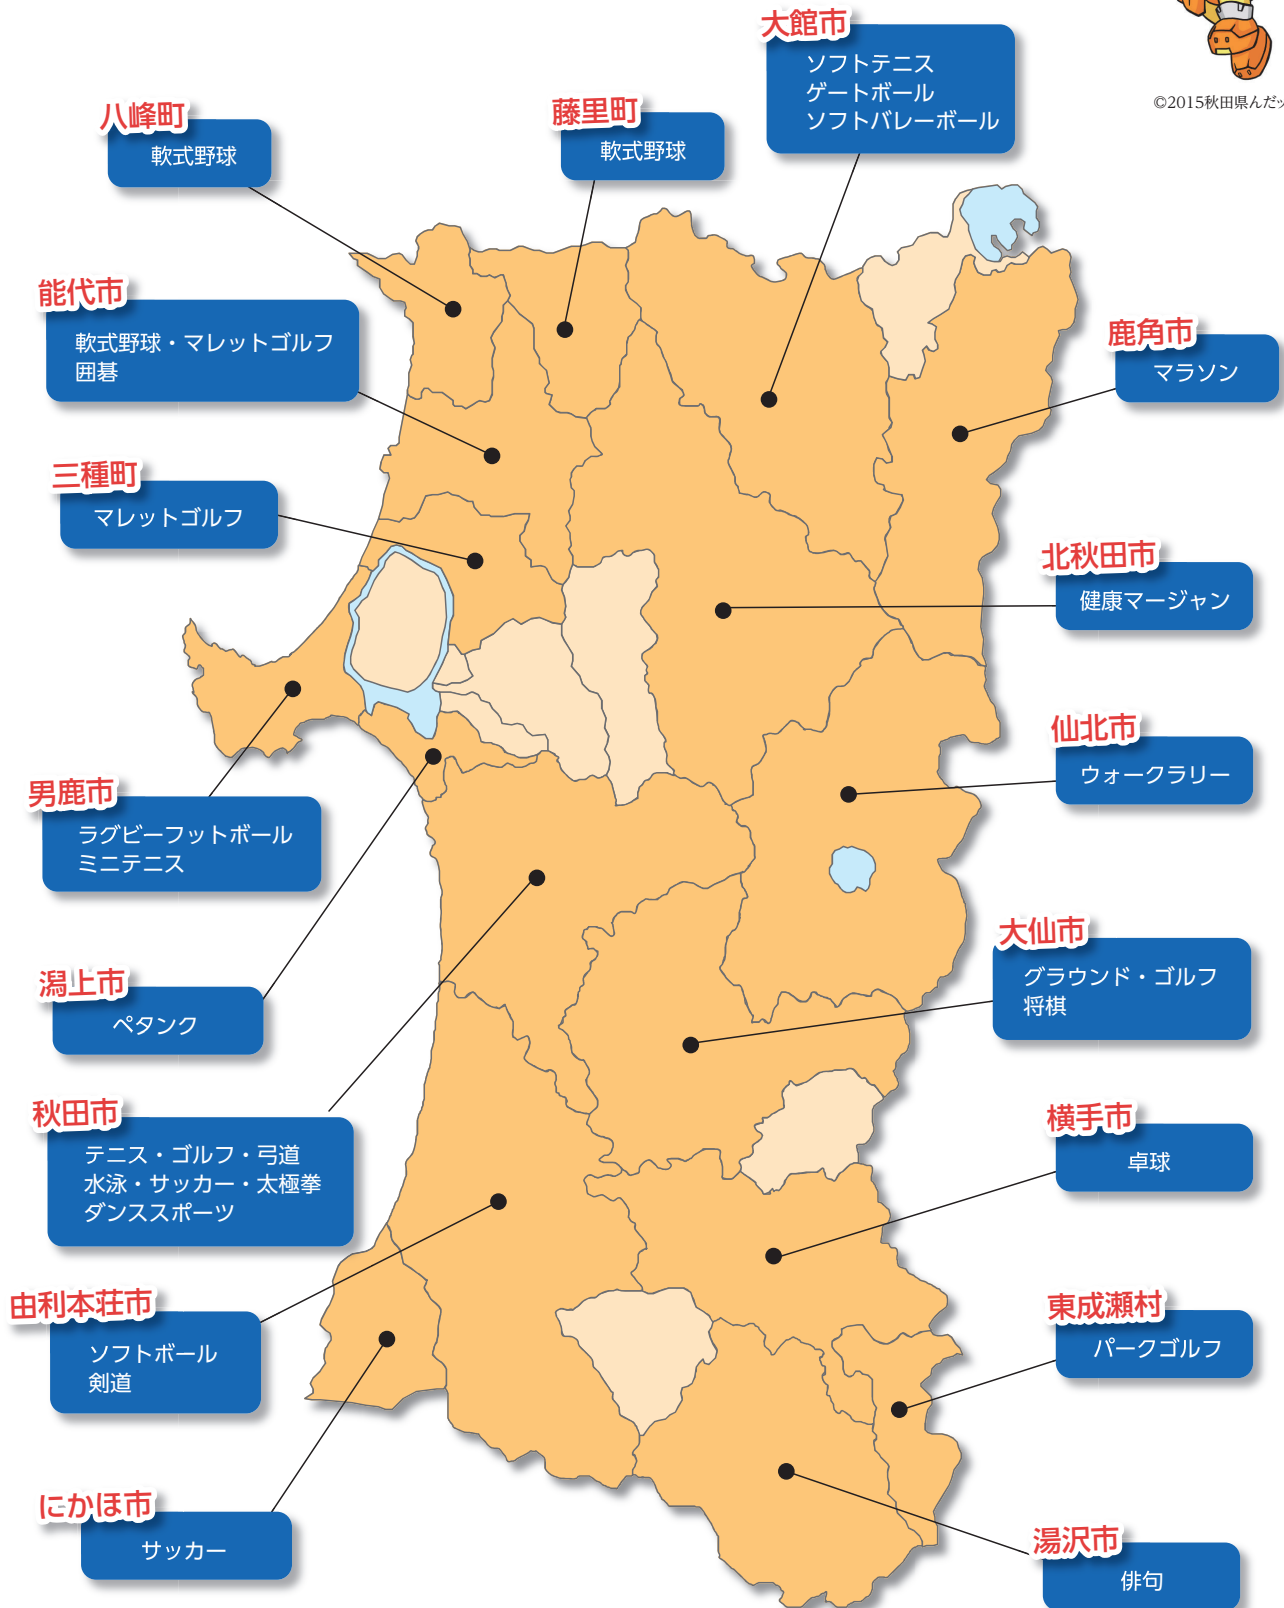 大館市
ソフトテニス
ゲートボール
ソフトバレーボール
©2015秋田県んだッ
八峰町
軟式野球
藤里町
軟式野球
能代市
軟式野球・マレットゴルフ
囲碁
鹿角市
マラソン
三種町
マレットゴルフ
北秋田市
健康マージャン
仙北市
ウォークラリー
男鹿市
ラグビーフットボール
ミニテニス
大仙市
グラウンド・ゴルフ
将棋
潟上市
ペタンク
秋田市
テニス・ゴルフ・弓道
水泳・サッカー・太極拳
ダンススポーツ
横手市
卓球
由利本荘市
ソフトボール
剣道
東成瀬村
パークゴルフ
にかほ市
サッカー
湯沢市
俳句